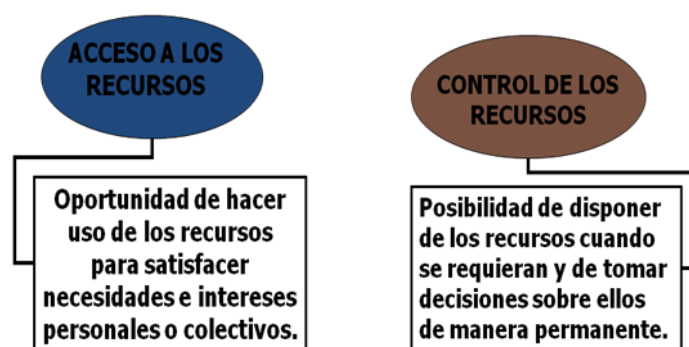 ACCESO A LOS
RECURSOS
Oportunidad de hacer
uso de los recursos
para satisfacer
necesidades e intereses
personales o colectivos.
CONTROL DE LOS
RECURSOS
Posibilidad de disponer
de los recursos cuando
se requieran y de tomar
decisiones sobre ellos
de manera permanente.